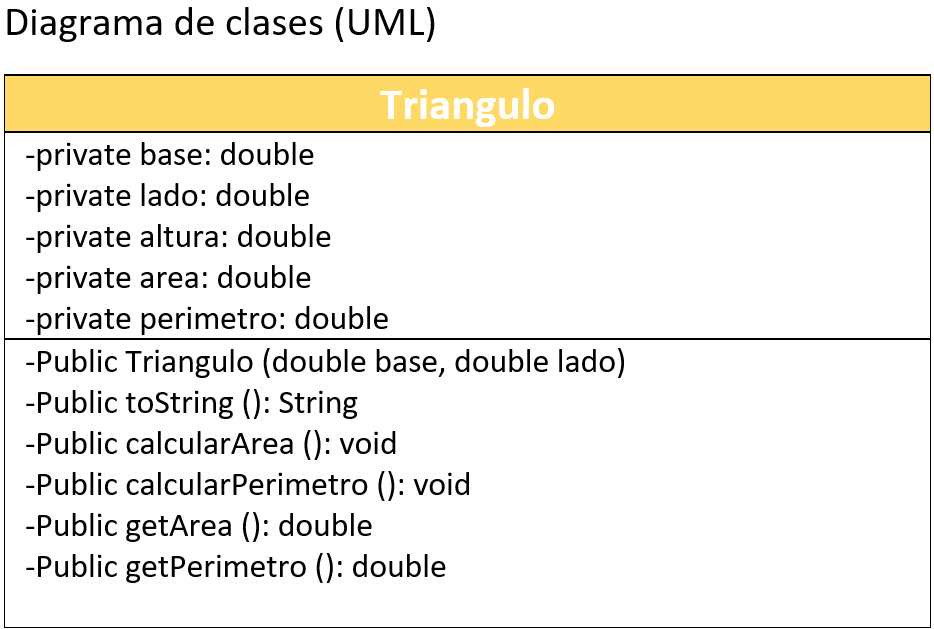 Diagrama de clases (UML)
Triangulo
-private base: double
-private lado: double
-private altura: double
-private area: double
-private perimetro: double
-Public Triangulo (double base, double lado)
-Public toString (): String
-Public calcularArea (): void
-Public calcularPerimetro (): void
-Public getArea (): double
-Public getPerimetro (): double